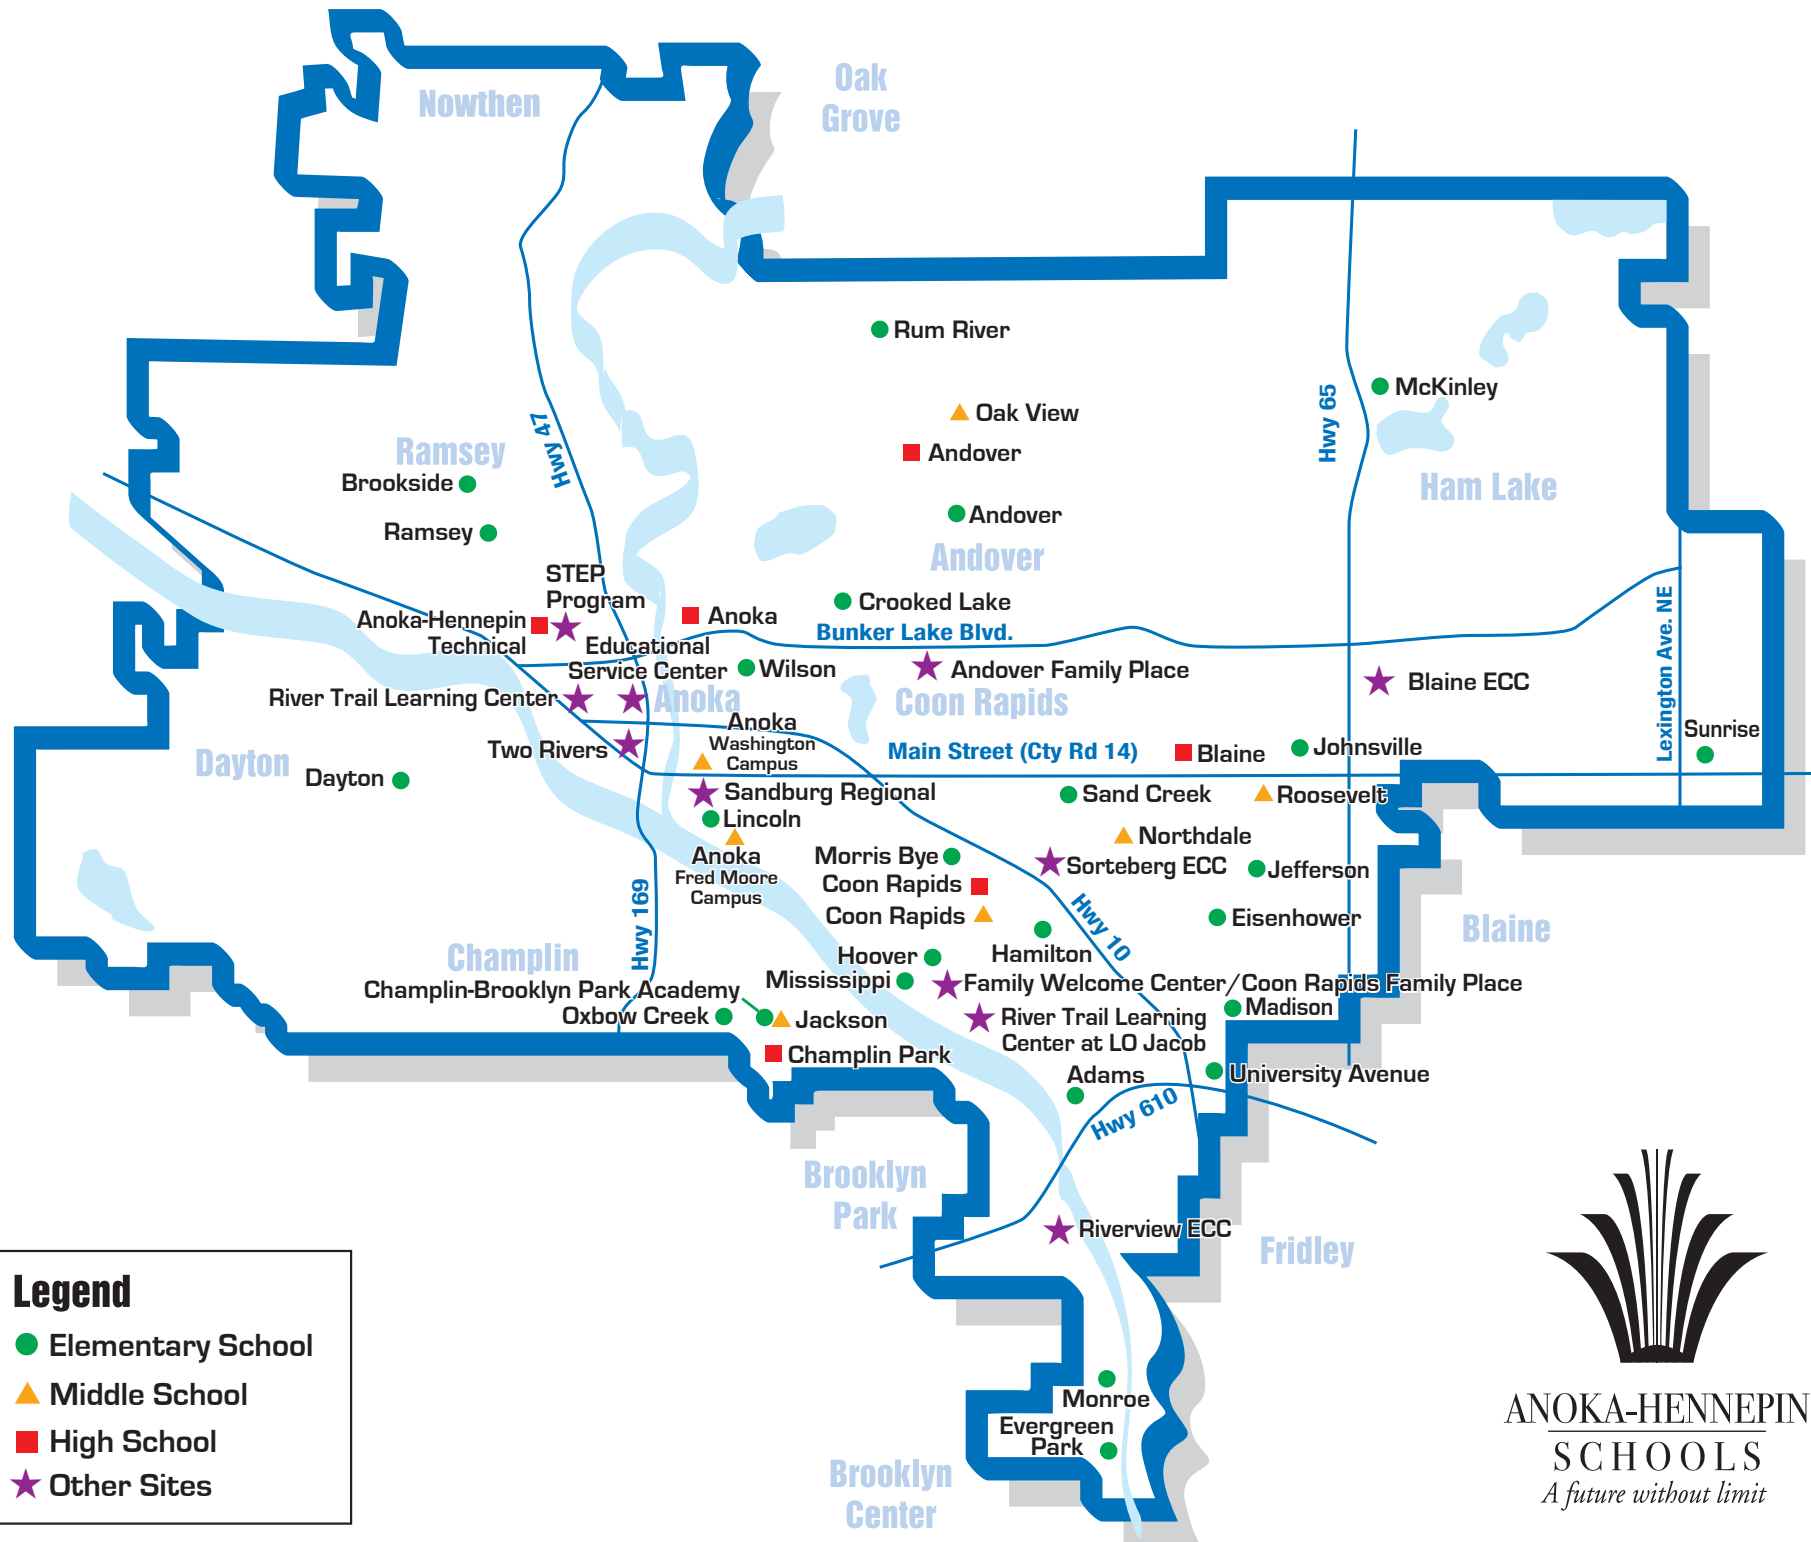 Oak
Grove
Nowthen
Rum River
McKinley
Hwy 65
Oak View
Hwy 47
Andover
Ramsey
Brookside
Ham Lake
Andover
Ramsey
Andover
STEP
Program
Crooked Lake
Anoka-Hennepin
Technical
Anoka
Bunker Lake Blvd.
Educational
Service Center
Wilson
Andover Family Place
Blaine ECC
Lexington Ave. NE
River Trail Learning Center
Anoka
Coon Rapids
Anoka
Washington
Campus
Sunrise
Two Rivers
Main Street (Cty Rd 14)
Blaine
Johnsville
Dayton
Dayton
Sandburg Regional
Sand Creek
Roosevelt
Lincoln
Northdale
Anoka
Fred Moore
Campus
Morris Bye
Sorteberg ECC
Jefferson
Coon Rapids
Coon Rapids
Eisenhower
Blaine
Hwy 169
Hwy 10
Champlin
Hoover
Hamilton
Mississippi
Family Welcome Center/Coon Rapids Family Place
Champlin-Brooklyn Park Academy
Oxbow Creek
Jackson
River Trail Learning
Center at LO Jacob
Madison
Champlin Park
Adams
University Avenue
Hwy 610
Brooklyn
Park
Riverview ECC
Fridley
Monroe
Evergreen
Park
Brooklyn
Center
Legend
Elementary School
Middle School
High School
Other Sites
ANOKA-HENNEPIN
SCHOOLS
A future without limit